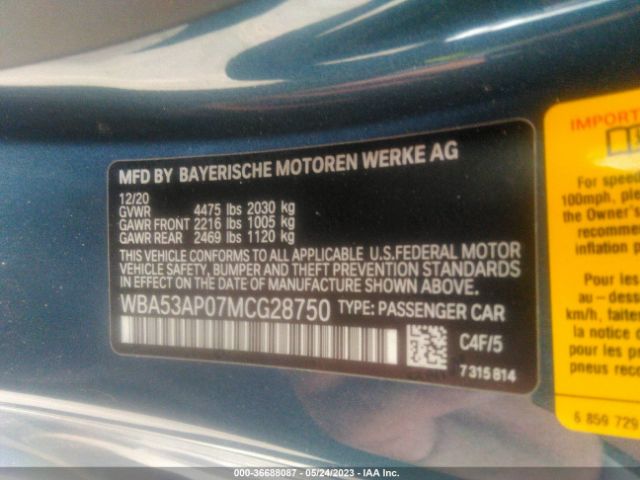 MFD BY BAYERISCHE MOTOREN WERKE AG
12/20
GVWR 4475 lbs 2030 kg
GAWR FRONT 2216 lbs 1005 kg
GAWR REAR 2469 lbs 1120 kg
THIS VEHICLE CONFORMS TO ALL APPLICABLE U.S.FEDERAL MOTOR
VEHICLE SAFETY, BUMPER AND THEFT PREVENTION STANDARDS
IN EFFECT ON THE DATE OF MANUFACTURE SHOWN ABOVE.
WBA53AP07MCG28750 TYPE: PASSENGER CAR
C4F/5
7 315 814
IMPORT
For speed
100mph, ple
the Owner's
recommen
inflation p
Pour les
au-dess
km/h, faites
la notice
pneus rece
6 859 729
000-36688087 - 05/24/2023 - IAA Inc.